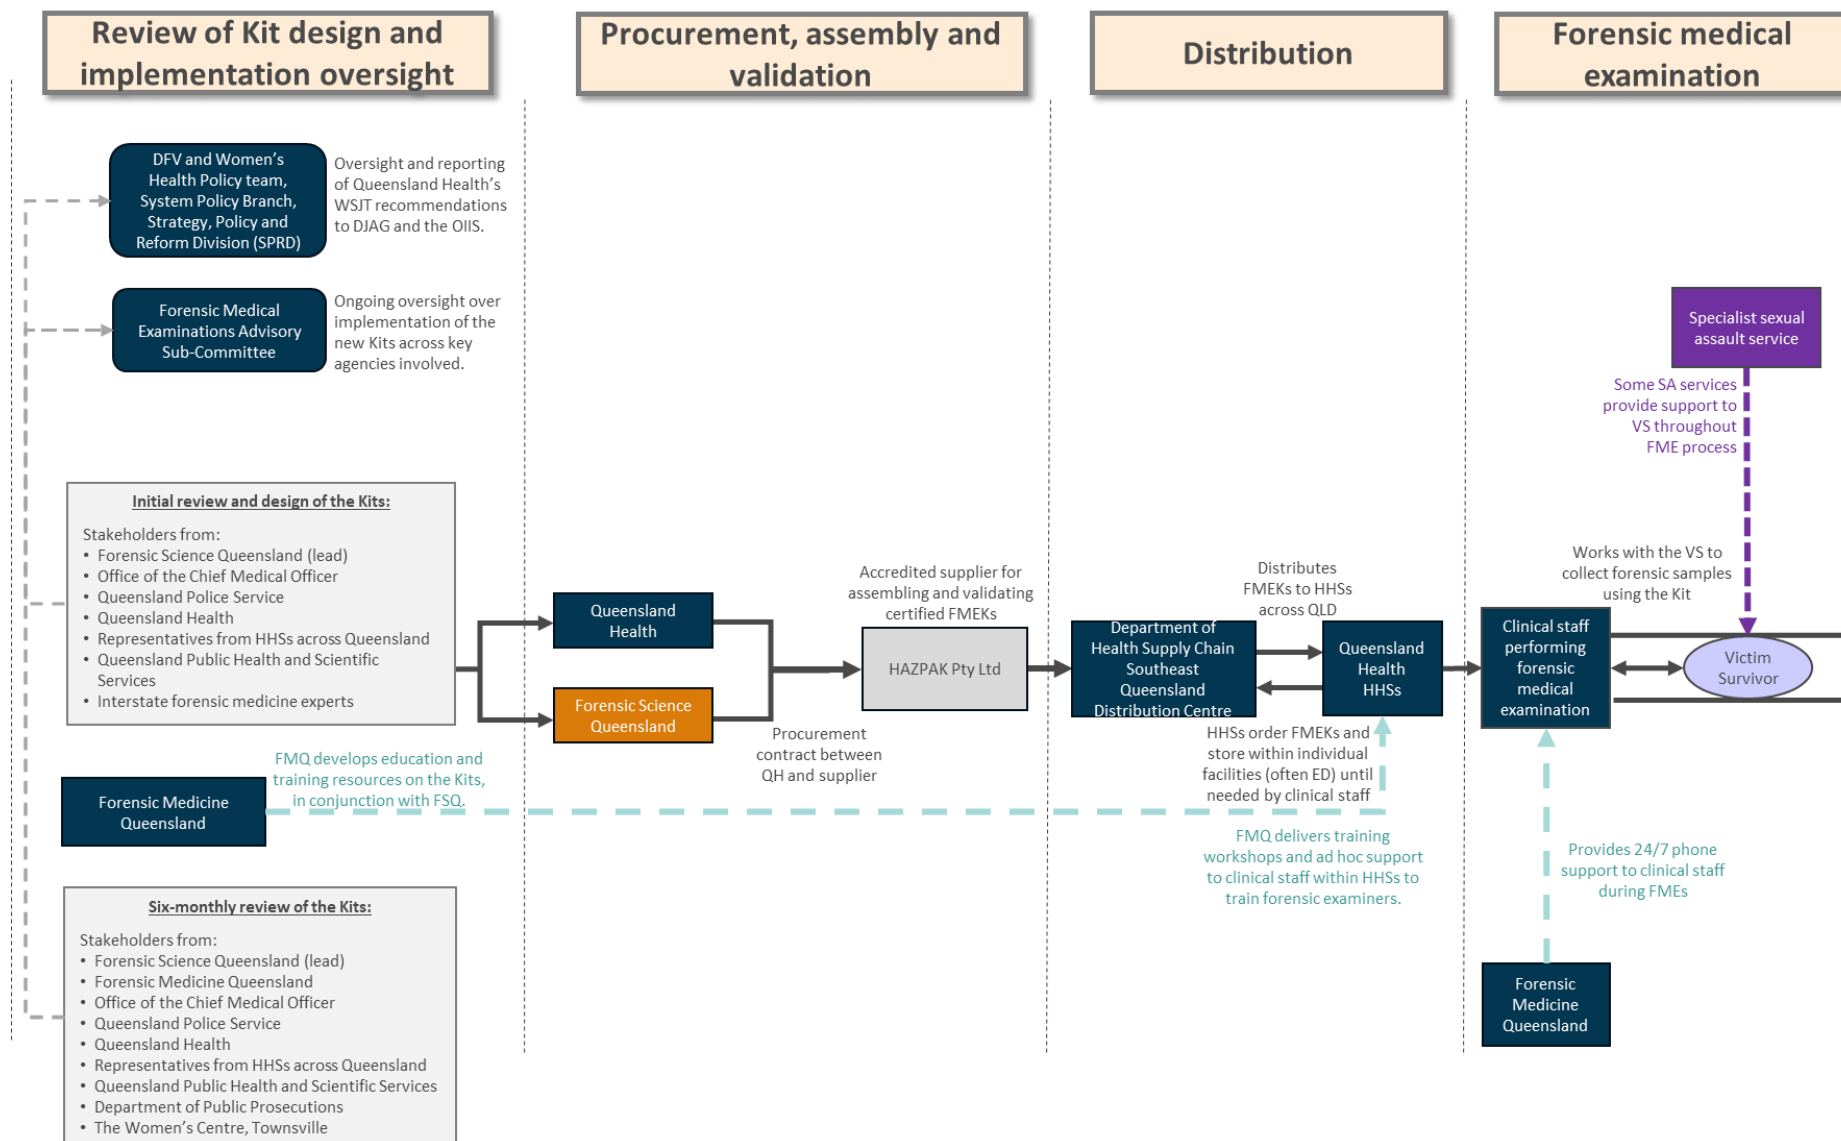 Review of Kit design and
implementation oversight
Procurement, assembly and
validation
Distribution
Forensic medical
examination
DFV and Women's
Health Policy team,
System Policy Branch,
Strategy, Policy and
Reform Division (SPRD)
Oversight and reporting
of Queensland Health's
WSJT recommendations
to DJAG and the OIIS.
Forensic Medical
Examinations Advisory
Sub-Committee
Ongoing oversight over
implementation of the
new Kits across key
agencies involved.
Initial review and design of the Kits:
Stakeholders from:
• Forensic Science Queensland (lead)
• Office of the Chief Medical Officer
• Queensland Police Service
• Queensland Health
• Representatives from HHSs across Queensland
• Queensland Public Health and Scientific
Services
• Interstate forensic medicine experts
FMQ develops education and
training resources on the Kits,
in conjunction with FSQ.
Forensic Medicine
Queensland
Six-monthly review of the Kits:
Stakeholders from:
• Forensic Science Queensland (lead)
• Forensic Medicine Queensland
• Office of the Chief Medical Officer
• Queensland Police Service
• Queensland Health
• Representatives from HHSs across Queensland
• Queensland Public Health and Scientific Services
• Department of Public Prosecutions
• The Women's Centre, Townsville
Queensland
Health
Forensic Science
Queensland
Accredited supplier for
assembling and validating
certified FMEKs
HAZPAK Pty Ltd
Procurement
contract between
QH and supplier
Department of
Health Supply Chain
Southeast
Queensland
Distribution Centre
Distributes
FMEKs to HHSs
across QLD
Queensland
Health
HHSs
HHSs order FMEKs and
store within individual
facilities (often ED) until
needed by clinical staff
FMQ delivers training
workshops and ad hoc support
to clinical staff within HHSs to
train forensic examiners.
Specialist sexual
assault service
Some SA services
provide support to
VS throughout
FME process
Works with the VS to
collect forensic samples
using the Kit
Clinical staff
performing
forensic
medical
examination
Victim
Survivor
Provides 24/7 phone
support to clinical staff
during FMEs
Forensic
Medicine
Queensland